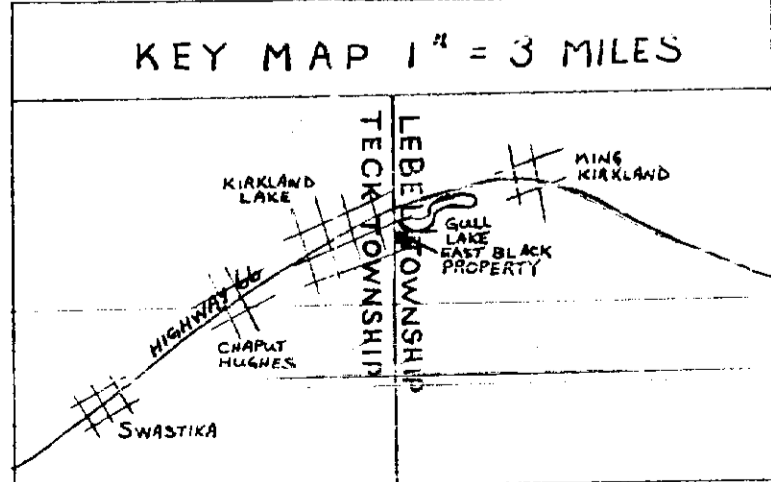 KEY MAP 1" = 3 MILES
TECK TOWNSHIP
LEBEL TOWNSHIP
KIRKLAND
LAKE
KING
KIRKLAND
GULL
LAKE
EAST BLACK
PROPERTY
HIGHWAY 66
CHAPUT
HUGHES
SWASTIKA